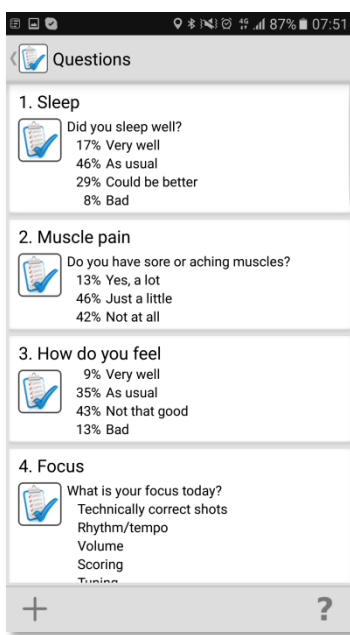 4G 87% 07:51
Questions
1. Sleep
Did you sleep well?
17% Very well
46% As usual
29% Could be better
8% Bad
2. Muscle pain
Do you have sore or aching muscles?
13% Yes, a lot
46% Just a little
42% Not at all
3. How do you feel
9% Very well
35% As usual
43% Not that good
13% Bad
4. Focus
What is your focus today?
Technically correct shots
Rhythm/tempo
Volume
Scoring
Tuning
+ ?